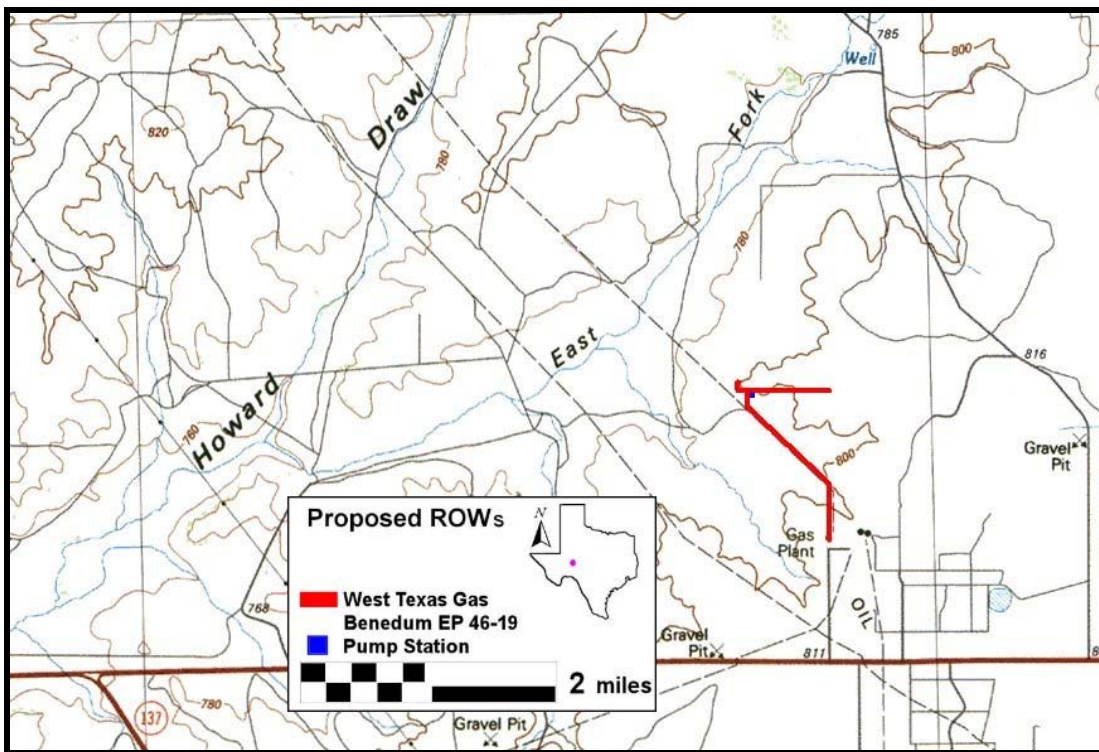 785
800
Well
Draw
Fork
820
780
780
816
East
Howard
760
Gravel
Pit
800
Proposed ROWs
N
Gas
Plant
West Texas Gas
Benedum EP 46-19
OIL
768
Pump Station
Gravel
Pit
811
8
2 miles
137
780
Gravel Pit